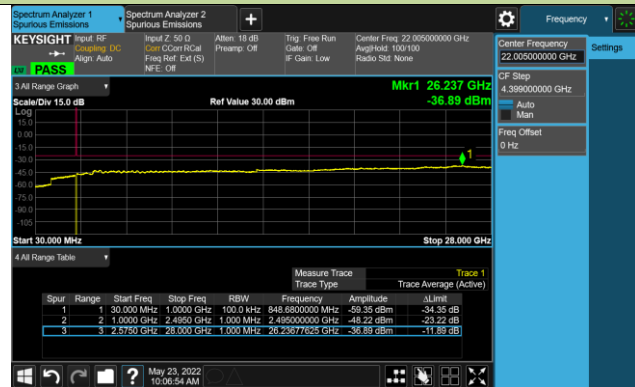 Spectrum Analyzer 1
Spurious Emissions
Spectrum Analyzer 2
Spurious Emissions
Frequency
KEYSIGHT
Input: RF
Coupling: DC
Align: Auto
Input Z: 50 Ω
Corr CCorr RCal
Freq Ref: Ext (S)
NFE: Off
Atten: 18 dB
Preamp: Off
Trig: Free Run
Gate: Off
IF Gain: Low
Center Freq: 22.005000000 GHz
Avg|Hold: 100/100
Radio Std: None
PASS
3 All Range Graph
Mkr1 26.237 GHz
Scale/Div 15.0 dB
Ref Value 30.00 dBm
-36.89 dBm
Log
15.0
0.00
-15.0
-30.0
-45.0
-60.0
-75.0
-90.0
-105
1
Start 30.000 MHz
Stop 28.000 GHz
4 All Range Table
Measure Trace Trace 1
Trace Type Trace Average (Active)
Spur Range Start Freq Stop Freq RBW Frequency Amplitude ΔLimit
1 1 30.000 MHz 1.0000 GHz 100.0 kHz 848.6800000 MHz -59.35 dBm -34.35 dB
2 2 1.0000 GHz 2.4950 GHz 1.000 MHz 2.495000000 GHz -48.22 dBm -23.22 dB
3 3 2.5750 GHz 28.000 GHz 1.000 MHz 26.23677625 GHz -36.89 dBm -11.89 dB
May 23, 2022
10:06:54 AM
Center Frequency
22.005000000 GHz
Settings
CF Step
4.399000000 GHz
Auto
Man
Freq Offset
0 Hz